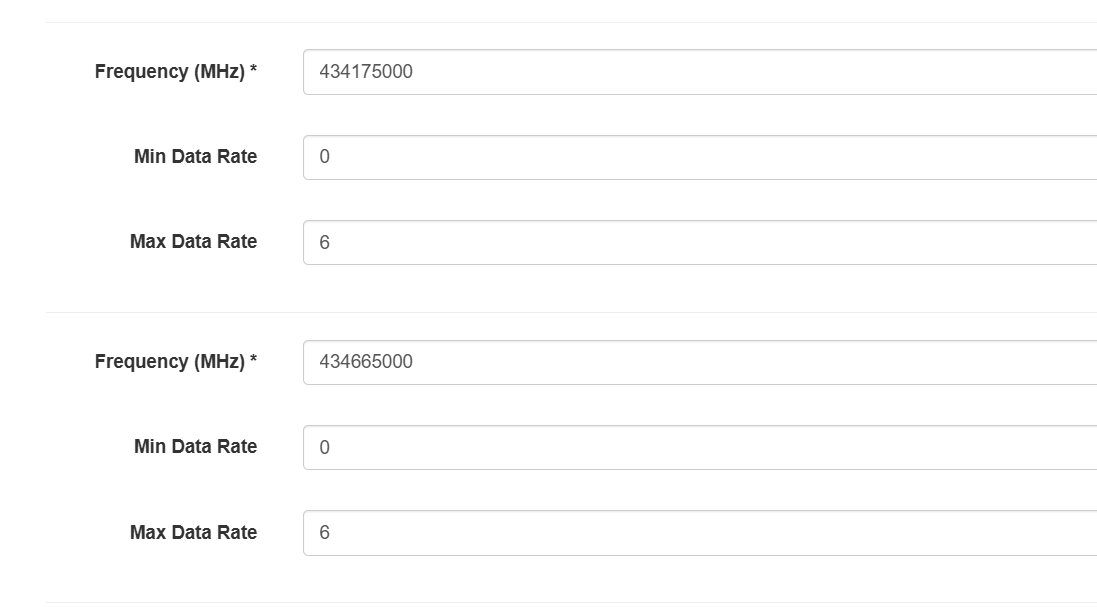 Frequency (MHz) * 434175000
Min Data Rate 0
Max Data Rate 6
Frequency (MHz) * 434665000
Min Data Rate 0
Max Data Rate 6